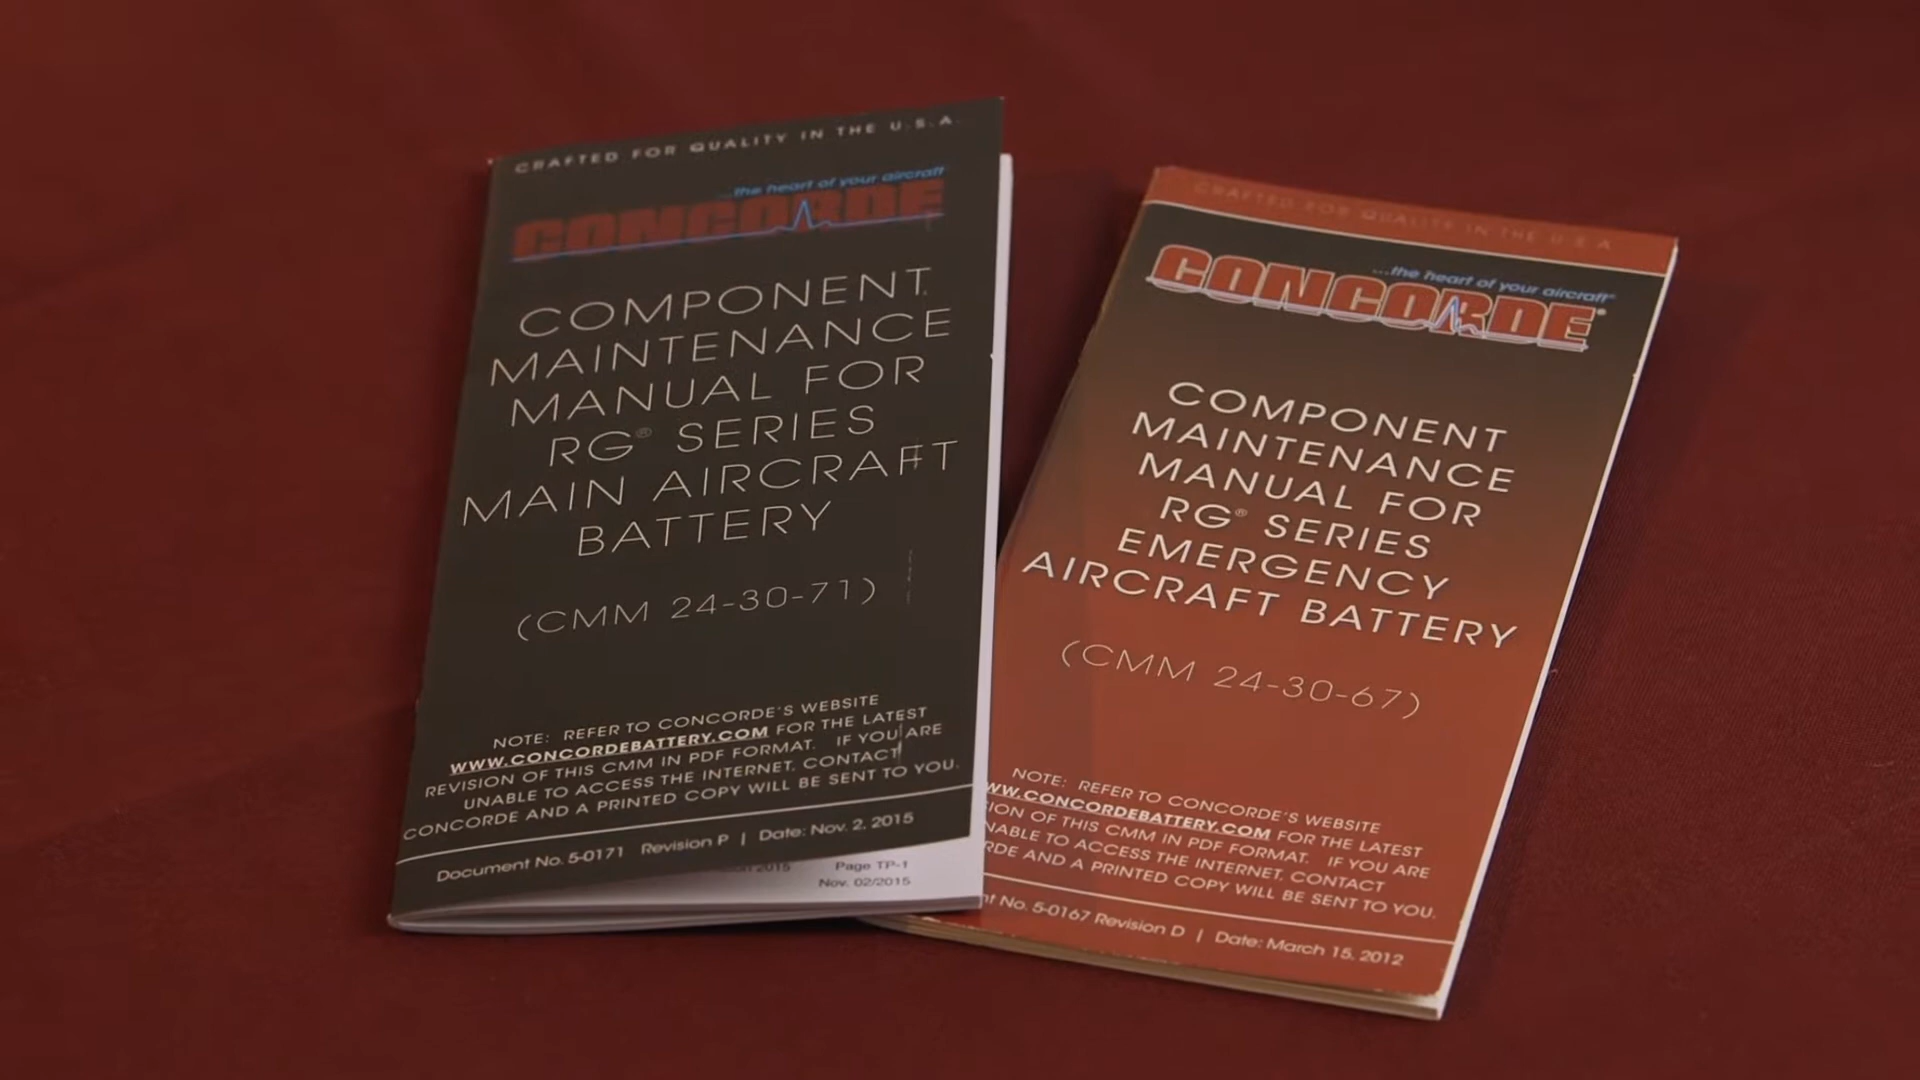 CRAFTED FOR QUALITY IN THE U.S.A.
...the heart of your aircraft
CONCORDE
COMPONENT
MAINTENANCE
MANUAL FOR
RG® SERIES
MAIN AIRCRAFT
BATTERY
(CMM 24-30-71)
NOTE: REFER TO CONCORDE'S WEBSITE
WWW.CONCORDEBATTERY.COM FOR THE LATEST
REVISION OF THIS CMM IN PDF FORMAT. IF YOU ARE
UNABLE TO ACCESS THE INTERNET, CONTACT
CONCORDE AND A PRINTED COPY WILL BE SENT TO YOU.
Document No. 5-0171 Revision P | Date: Nov. 2, 2015
2015 Page TP-1
Nov. 02/2015
CRAFTED FOR QUALITY IN THE U.S.A
...the heart of your aircraft®
CONCORDE®
COMPONENT
MAINTENANCE
MANUAL FOR
RG® SERIES
EMERGENCY
AIRCRAFT BATTERY
(CMM 24-30-67)
NOTE: REFER TO CONCORDE'S WEBSITE
WW.CONCORDEBATTERY.COM FOR THE LATEST
ION OF THIS CMM IN PDF FORMAT. IF YOU ARE
NABLE TO ACCESS THE INTERNET, CONTACT
RDE AND A PRINTED COPY WILL BE SENT TO YOU.
nt No. 5-0167 Revision D | Date: March 15, 2012